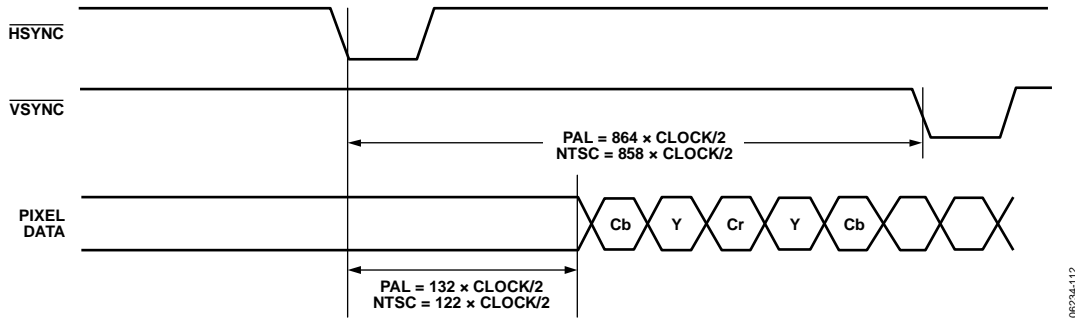 HSYNC
VSYNC
PAL = 864 × CLOCK/2
NTSC = 858 × CLOCK/2
PIXEL
DATA
Cb Y Cr Y Cb
PAL = 132 × CLOCK/2
NTSC = 122 × CLOCK/2
06234-112